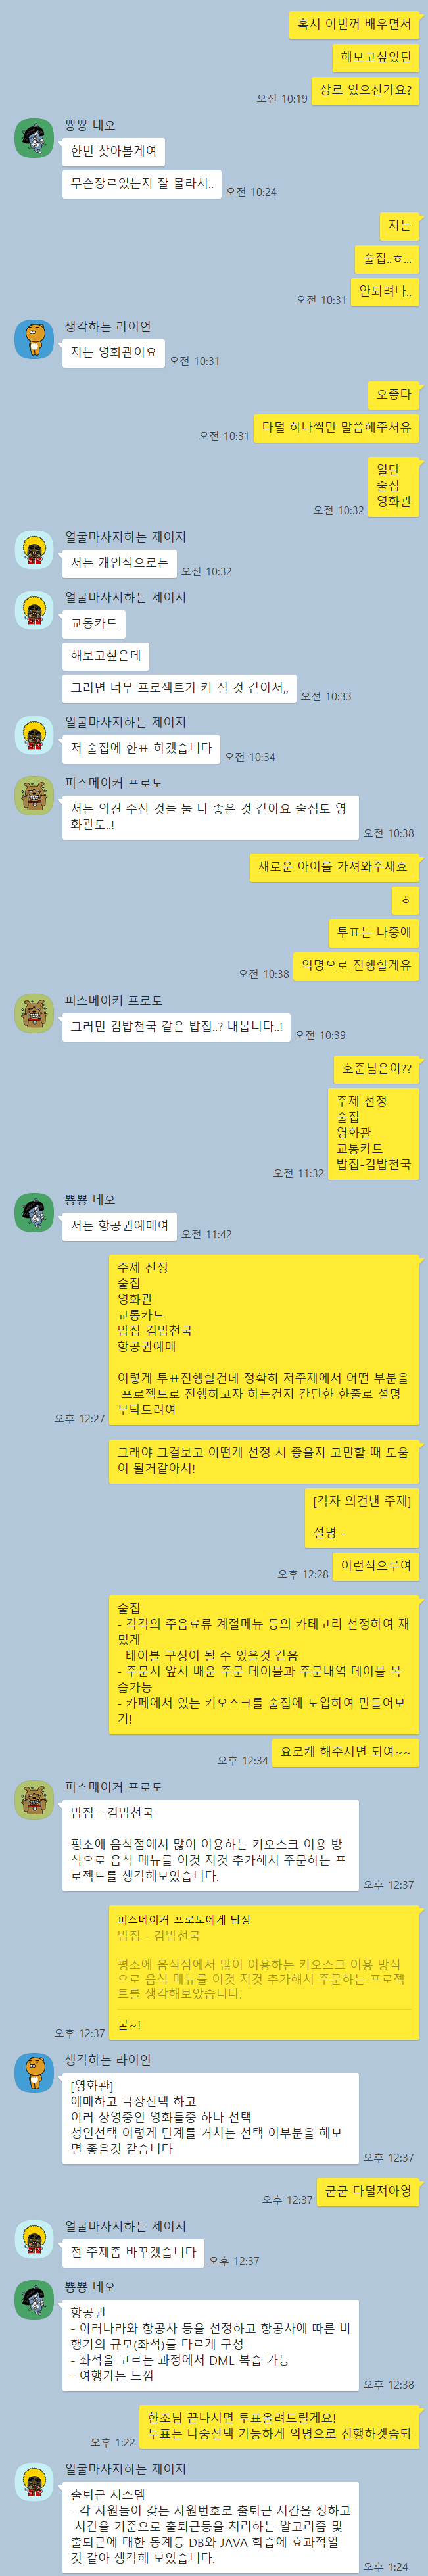 혹시 이번꺼 배우면서
해보고싶었던
장르 있으신가요?
오전 10:19
뿅뿅 네오
한번 찾아볼게여
무슨장르있는지 잘 몰라서..
오전 10:24
저는
술집..ㅎ...
안되려나..
오전 10:31
생각하는 라이언
저는 영화관이요
오전 10:31
오좋다
다덜 하나씩만 말씀해주셔유
오전 10:31
일단
술집
영화관
오전 10:32
얼굴마사지하는 제이지
저는 개인적으로는
오전 10:32
얼굴마사지하는 제이지
교통카드
해보고싶은데
그러면 너무 프로젝트가 커 질 것 같아서,,
오전 10:33
얼굴마사지하는 제이지
저 술집에 한표 하겠습니다
오전 10:34
피스메이커 프로도
저는 의견 주신 것들 둘 다 좋은 것 같아요 술집도 영
화관도..!
오전 10:38
새로운 아이를 가져와주세효
ㅎ
투표는 나중에
익명으로 진행할게유
오전 10:38
피스메이커 프로도
그러면 김밥천국 같은 밥집..? 내봅니다..!
오전 10:39
호준님은여??
주제 선정
술집
영화관
교통카드
밥집-김밥천국
오전 11:32
뿅뿅 네오
저는 항공권예매여
오전 11:42
주제 선정
술집
영화관
교통카드
밥집-김밥천국
항공권예매
이렇게 투표진행할건데 정확히 저주제에서 어떤 부분을
프로젝트로 진행하고자 하는건지 간단한 한줄로 설명
부탁드려여
오후 12:27
그래야 그걸보고 어떤게 선정 시 좋을지 고민할 때 도움
이 될거같아서!
[각자 의견낸 주제]
설명 -
이런식으루여
오후 12:28
술집
- 각각의 주음료류 계절메뉴 등의 카테고리 선정하여 재
밌게
테이블 구성이 될 수 있을것 같음
- 주문시 앞서 배운 주문 테이블과 주문내역 테이블 복
습가능
- 카페에서 있는 키오스크를 술집에 도입하여 만들어보
기!
요로케 해주시면 되여~~
오후 12:34
피스메이커 프로도
밥집 - 김밥천국
평소에 음식점에서 많이 이용하는 키오스크 이용 방
식으로 음식 메뉴를 이것 저것 추가해서 주문하는 프
로젝트를 생각해보았습니다.
오후 12:37
피스메이커 프로도에게 답장
밥집 - 김밥천국
평소에 음식점에서 많이 이용하는 키오스크 이용 방식
으로 음식 메뉴를 이것 저것 추가해서 주문하는 프로젝
트를 생각해보았습니다.
굳~!
오후 12:37
생각하는 라이언
[영화관]
예매하고 극장선택 하고
여러 상영중인 영화들중 하나 선택
성인선택 이렇게 단계를 거치는 선택 이부분을 해보
면 좋을것 같습니다
오후 12:37
굳굳 다덜져아영
오후 12:37
얼굴마사지하는 제이지
전 주제좀 바꾸겠습니다
오후 12:37
뿅뿅 네오
항공권
- 여러나라와 항공사 등을 선정하고 항공사에 따른 비
행기의 규모(좌석)를 다르게 구성
- 좌석을 고르는 과정에서 DML 복습 가능
- 여행가는 느낌
오후 12:38
한조님 끝나시면 투표올려드릴게요!
투표는 다중선택 가능하게 익명으로 진행하겟슴돠
오후 1:22
얼굴마사지하는 제이지
출퇴근 시스템
- 각 사원들이 갖는 사원번호로 출퇴근 시간을 정하고
시간을 기준으로 출퇴근등을 처리하는 알고리즘 및
출퇴근에 대한 통계등 DB와 JAVA 학습에 효과적일
것 같아 생각해 보았습니다.
오후 1:24